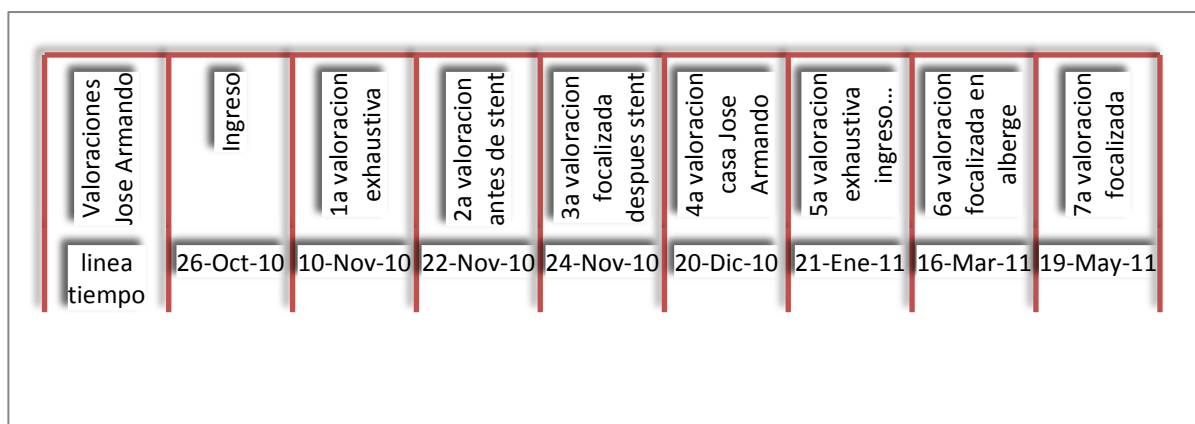 Valoraciones
Jose Armando
Ingreso
1a valoracion
exhaustiva
2a valoracion
antes de stent
3a valoracion
focalizada
despues stent
4a valoracion
casa Jose
Armando
5a valoracion
exhaustiva
ingreso...
6a valoracion
focalizada en
alberge
7a valoracion
focalizada
linea
tiempo
26-Oct-10
10-Nov-10
22-Nov-10
24-Nov-10
20-Dic-10
21-Ene-11
16-Mar-11
19-May-11